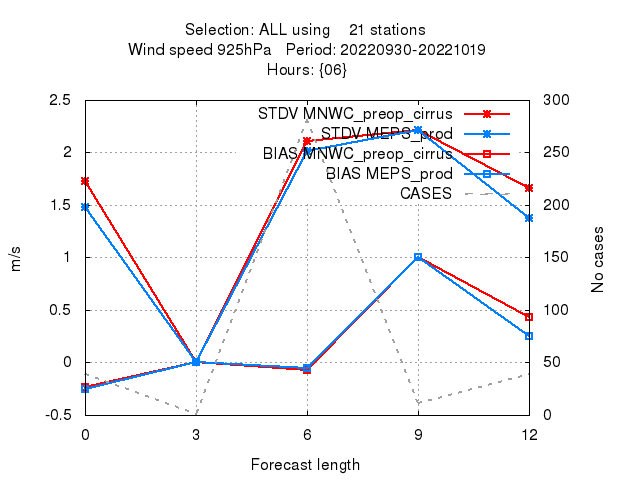 Selection: ALL using 21 stations
Wind speed 925hPa Period: 20220930-20221019
Hours: {06}
STDV MNWC_preop_cirrus
STDV MEPS_prod
BIAS MNWC_preop_cirrus
BIAS MEPS_prod
CASES
2.5
2
1.5
1
0.5
0
-0.5
m/s
300
250
200
150
100
50
0
No cases
0 3 6 9 12
Forecast length